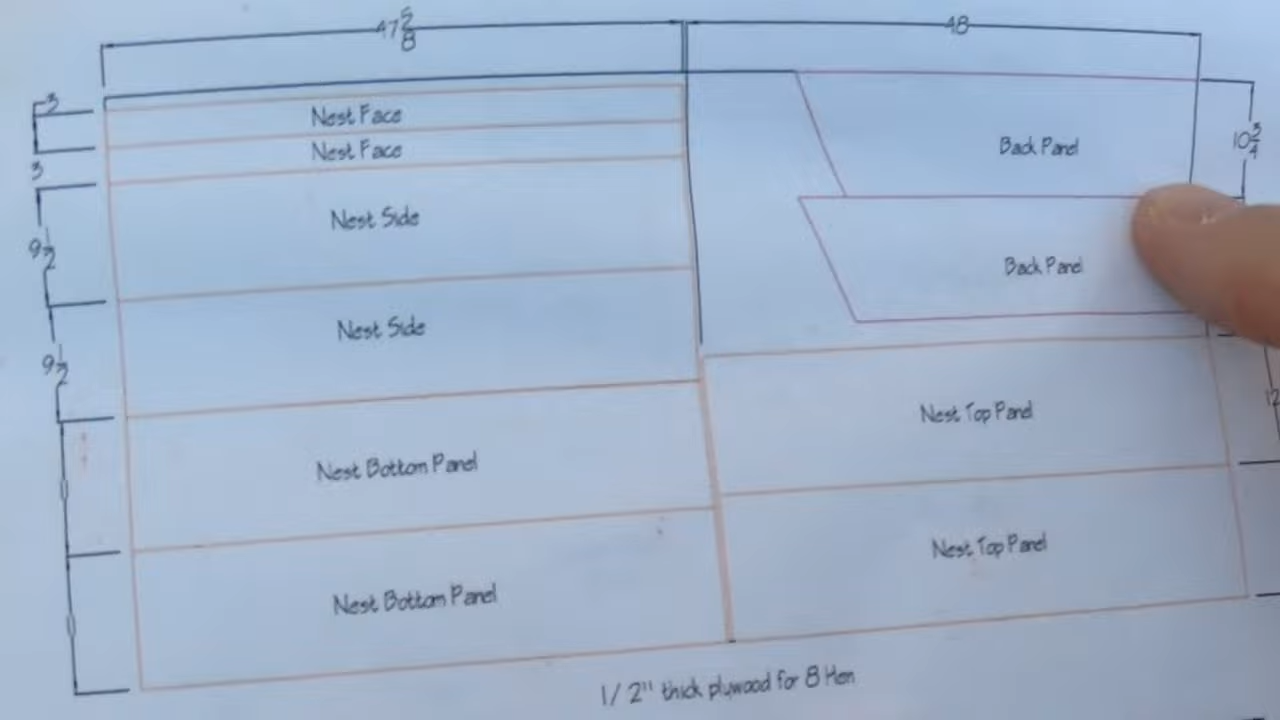 47 5/8
48
3
Nest Face
10 3/4
Back Panel
Nest Face
3
Nest Side
9 1/2
Back Panel
Nest Side
9 1/2
12
Nest Top Panel
Nest Bottom Panel
Nest Top Panel
Nest Bottom Panel
1/2" thick plywood for 8 Hen